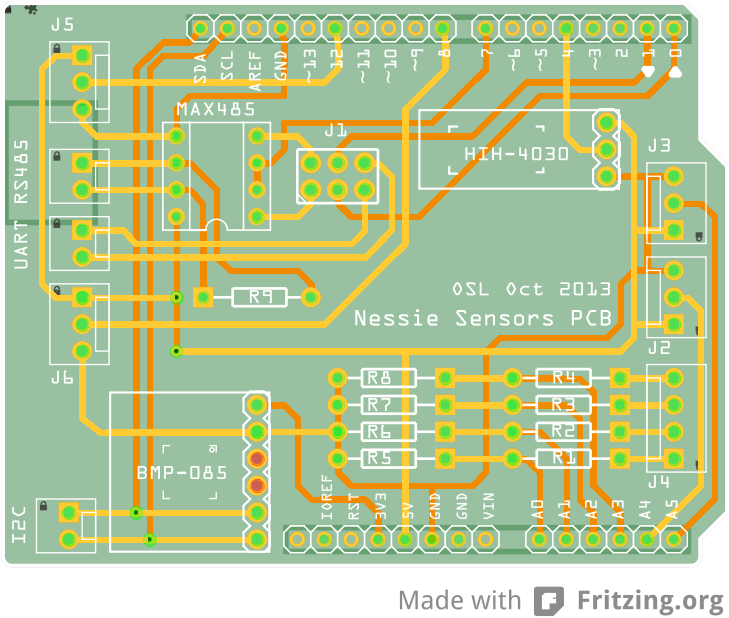 J5
SDA
SCL
AREF
GND
~13
12
~11
~10
~9
8
7
~6
~5
4
~3
2
1
0
MAX485
J1
HIH-4030
J3
RS485
UART
R9
OSL Oct 2013
Nessie Sensors PCB
J2
J6
R8
R4
R7
R3
R6
R2
R5
R1
J4
BMP-085
I2C
IOREF
RST
3V3
5V
GND
GND
VIN
A0
A1
A2
A3
A4
A5
Made with Fritzing.org